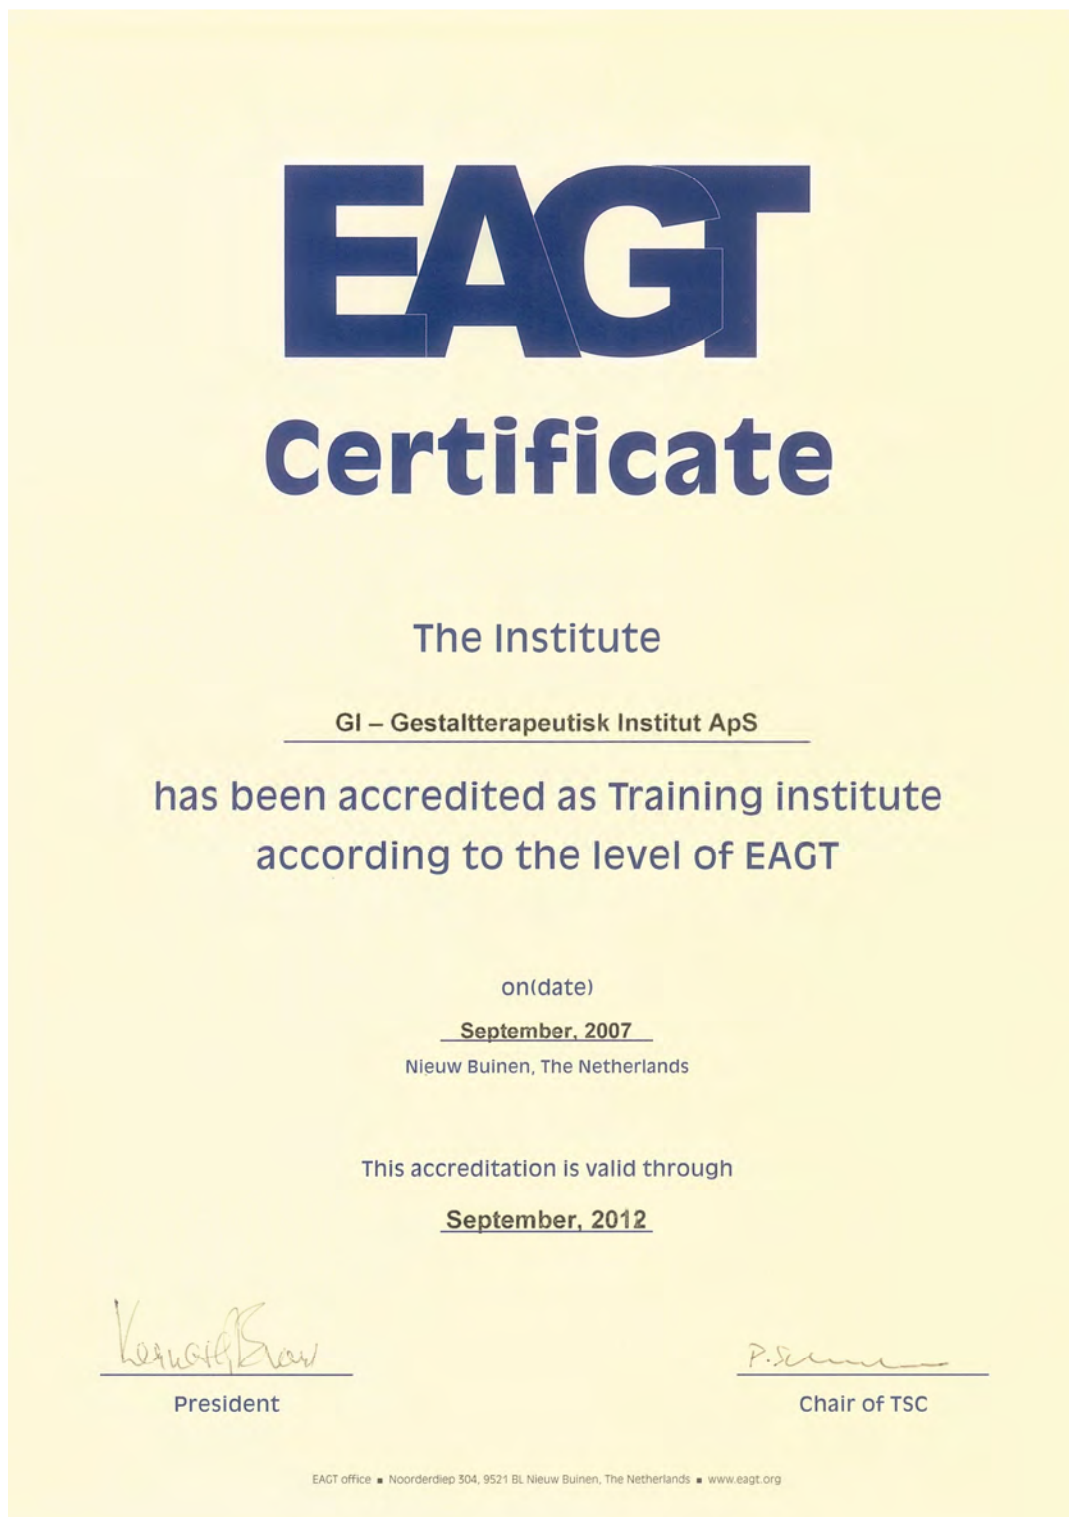 EAGT
Certificate
The Institute
GI – Gestaltterapeutisk Institut ApS
has been accredited as Training institute
according to the level of EAGT
on(date)
September, 2007
Nieuw Buinen, The Netherlands
This accreditation is valid through
September, 2012
President
Chair of TSC
EAGT office ■ Noorderdiep 304, 9521 BL Nieuw Buinen, The Netherlands ■ www.eagt.org